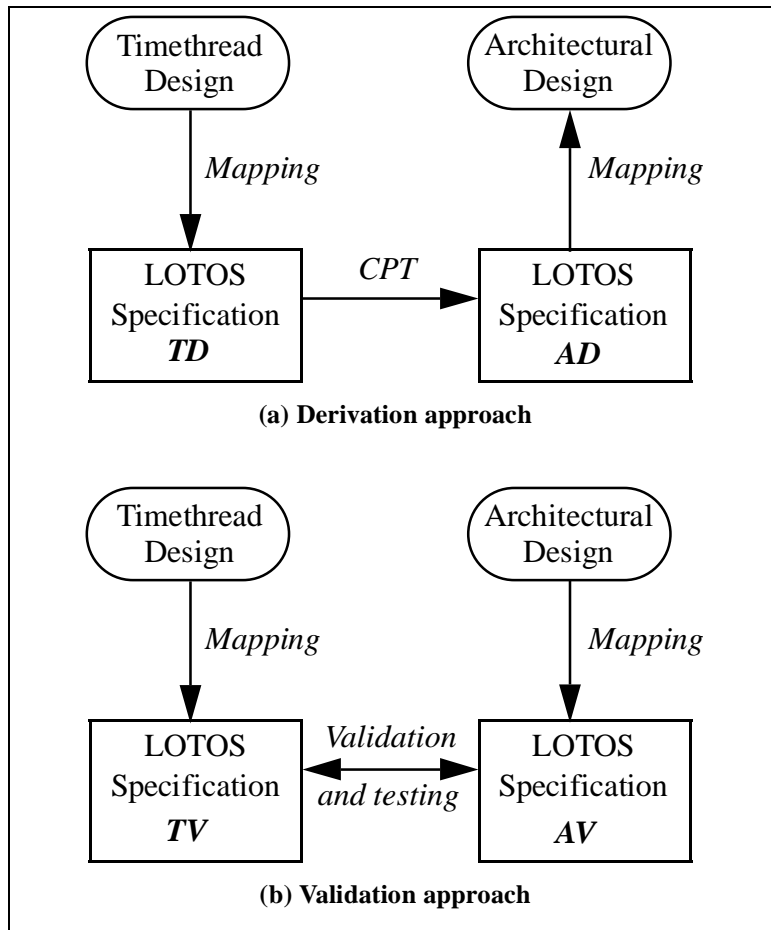 Timethread
Design
Architectural
Design
Mapping
Mapping
LOTOS
Specification
TD
CPT
LOTOS
Specification
AD
(a) Derivation approach
Timethread
Design
Architectural
Design
Mapping
Mapping
LOTOS
Specification
TV
Validation
and testing
LOTOS
Specification
AV
(b) Validation approach